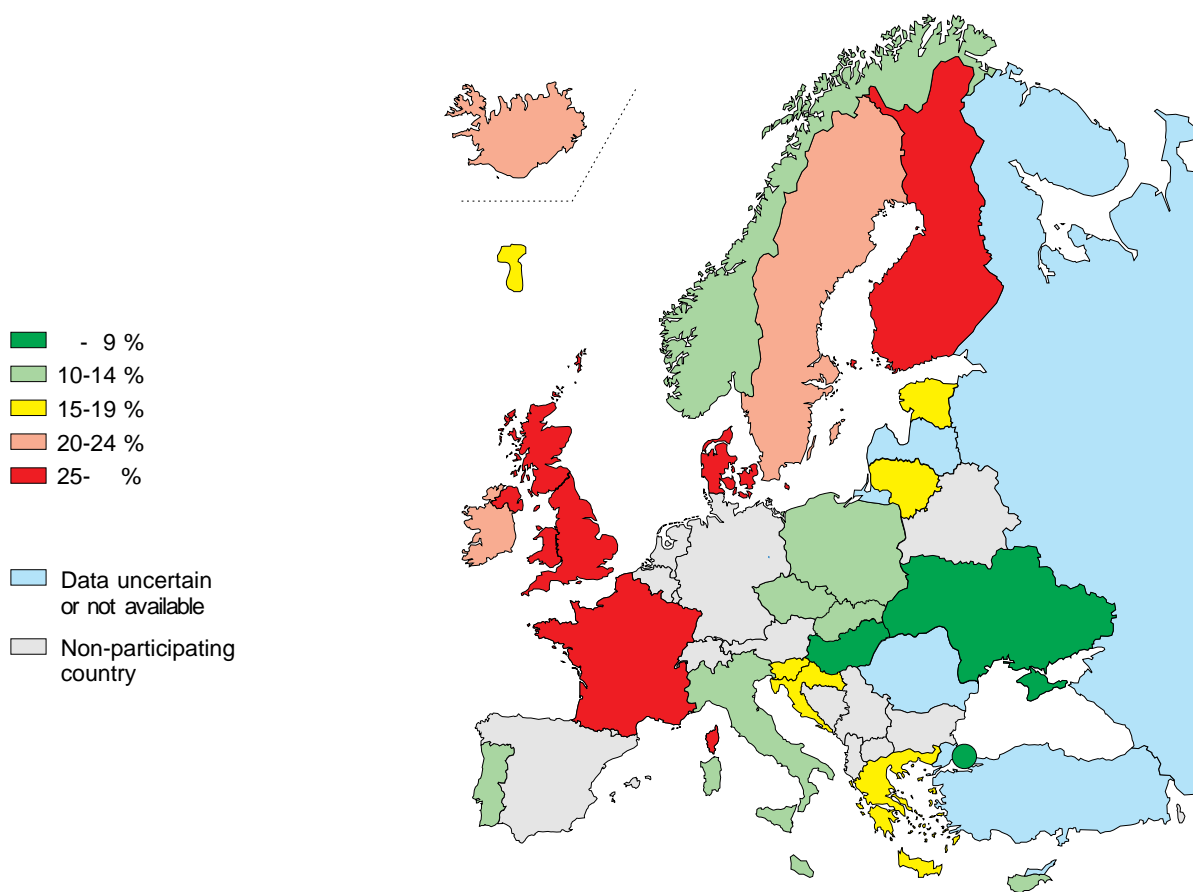 - 9 %
10-14 %
15-19 %
20-24 %
25- %
Data uncertain
or not available
Non-participating
country